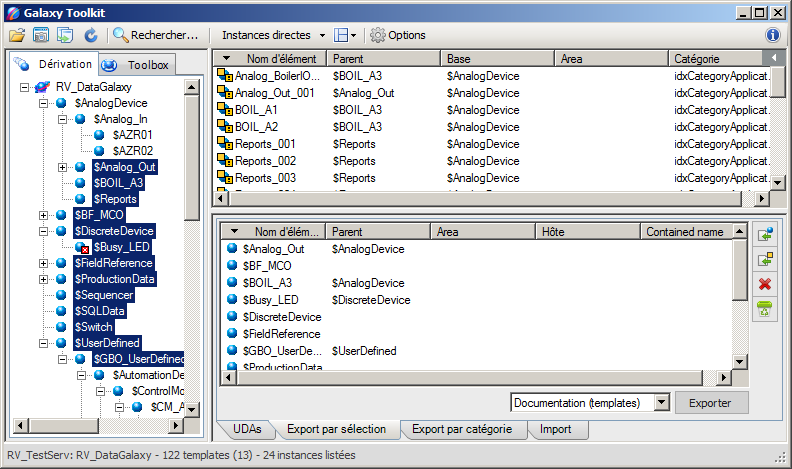 Galaxy Toolkit
Rechercher... Instances directes Options
Dérivation Toolbox
RV_DataGalaxy
$AnalogDevice
$Analog_In
$AZR01
$AZR02
$Analog_Out
$BOIL_A3
$Reports
$BF_MCO
$DiscreteDevice
$Busy_LED
$FieldReference
$ProductionData
$Sequencer
$SQLData
$Switch
$UserDefined
$GBO_UserDefined
$AutomationDe
$ControlMo
$CM_A
Nom d'élément Parent Base Area Catégorie
Analog_BoilerIO... $BOIL_A3 $AnalogDevice idxCategoryApplicat
Analog_Out_001 $Analog_Out $AnalogDevice idxCategoryApplicat
BOIL_A1 $BOIL_A3 $AnalogDevice idxCategoryApplicat
BOIL_A2 $BOIL_A3 $AnalogDevice idxCategoryApplicat
Reports_001 $Reports $AnalogDevice idxCategoryApplicat
Reports_002 $Reports $AnalogDevice idxCategoryApplicat
Reports_003 $Reports $AnalogDevice idxCategoryApplicat
Nom d'élém... Parent Area Hôte Contained name
$Analog_Out $AnalogDevice
$BF_MCO
$BOIL_A3 $AnalogDevice
$Busy_LED $DiscreteDevice
$DiscreteDevice
$FieldReference
$GBO_UserDe... $UserDefined
$ProductionData
Documentation (templates) Exporter
UDAs Export par sélection Export par catégorie Import
RV_TestServ: RV_DataGalaxy - 122 templates (13) - 24 instances listées